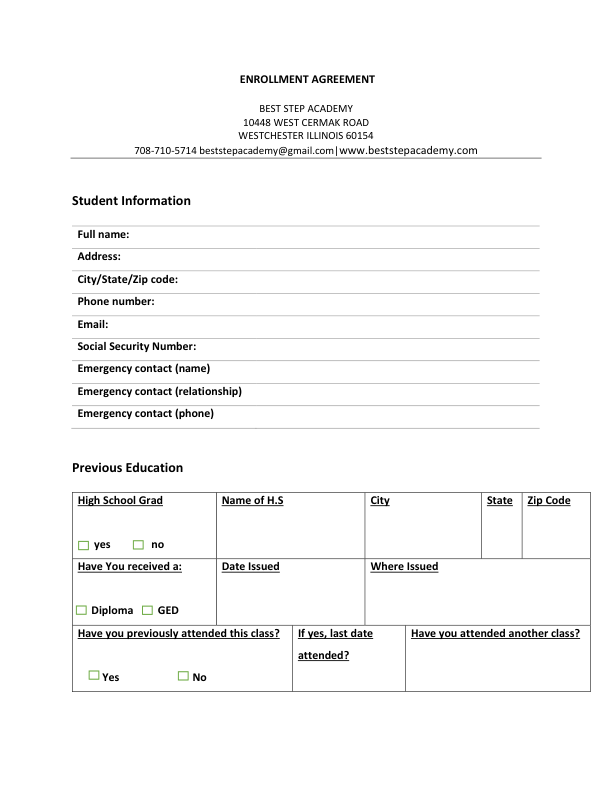 ENROLLMENT AGREEMENT
BEST STEP ACADEMY
10448 WEST CERMAK ROAD
WESTCHESTER ILLINOIS 60154
708-710-5714 beststepacademy@gmail.com|www.beststepacademy.com
Student Information
Full name:
Address:
City/State/Zip code:
Phone number:
Email:
Social Security Number:
Emergency contact (name)
Emergency contact (relationship)
Emergency contact (phone)
Previous Education
High School Grad Name of H.S City State Zip Code
yes no
Have You received a: Date Issued Where Issued
Diploma GED
Have you previously attended this class? If yes, last date Have you attended another class?
attended?
Yes No